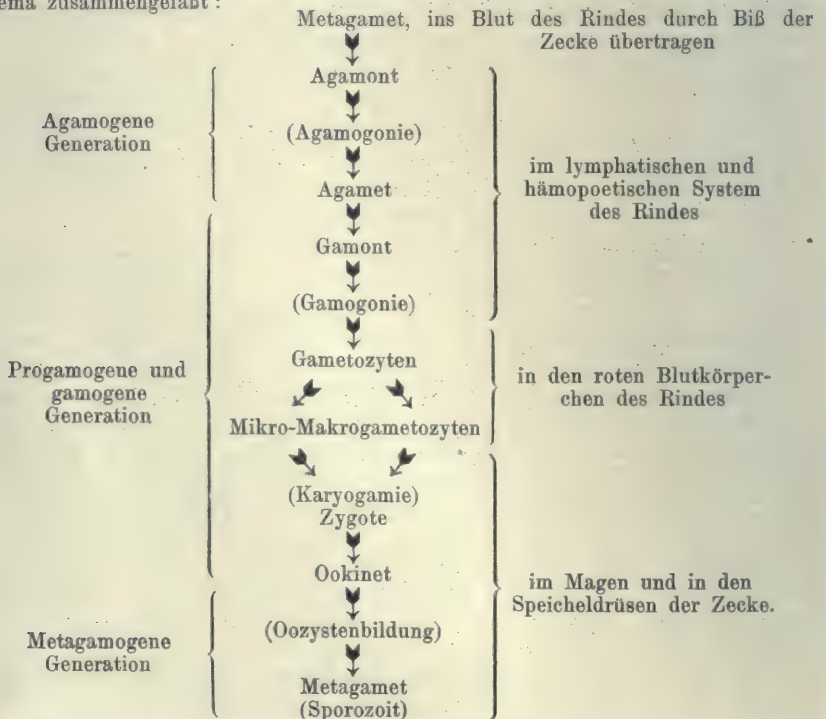 zusammengefaßt:
Metagamet, ins Blut des Rindes durch Biß der
Zecke übertragen
Agamont
Agamogene
Generation
(Agamogonie)
Agamet
im lymphatischen und
hämopoetischen System
des Rindes
Gamont
(Gamogonie)
Gametozyten
Progamogene und
gamogene
Generation
in den roten Blutkörper-
chen des Rindes
Mikro-Makrogametozyten
(Karyogamie)
Zygote
Ookinet
im Magen und in den
Speicheldrüsen der Zecke.
(Oozystenbildung)
Metagamogene
Generation
Metagamet
(Sporozoit)